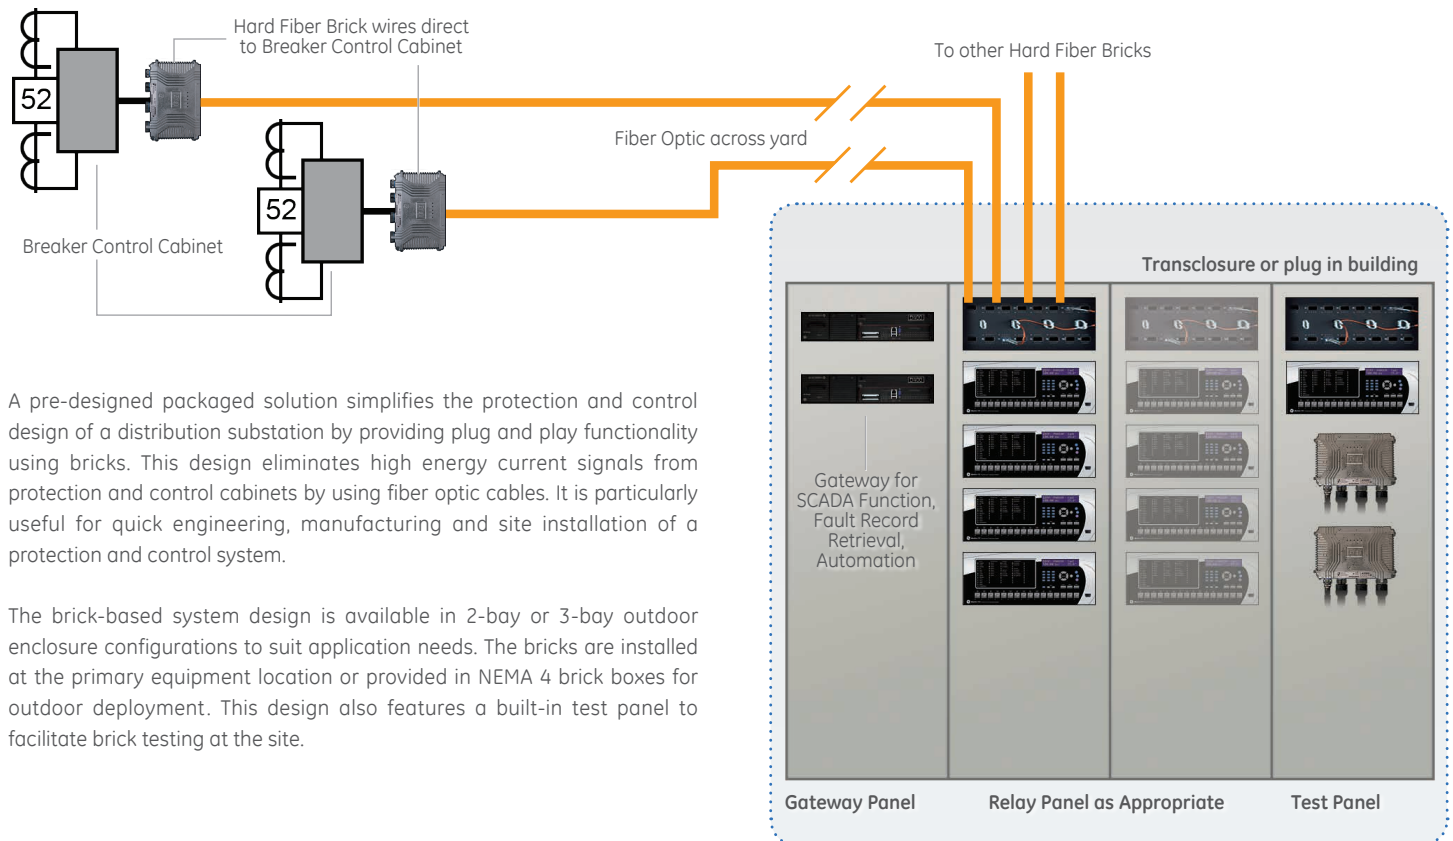 Hard Fiber Brick wires direct
to Breaker Control Cabinet
To other Hard Fiber Bricks
52
Fiber Optic across yard
52
Breaker Control Cabinet
Transclosure or plug in building
Gateway for
SCADA Function,
Fault Record
Retrieval,
Automation
Gateway Panel
Relay Panel as Appropriate
Test Panel
A pre-designed packaged solution simplifies the protection and control
design of a distribution substation by providing plug and play functionality
using bricks. This design eliminates high energy current signals from
protection and control cabinets by using fiber optic cables. It is particularly
useful for quick engineering, manufacturing and site installation of a
protection and control system.
The brick-based system design is available in 2-bay or 3-bay outdoor
enclosure configurations to suit application needs. The bricks are installed
at the primary equipment location or provided in NEMA 4 brick boxes for
outdoor deployment. This design also features a built-in test panel to
facilitate brick testing at the site.